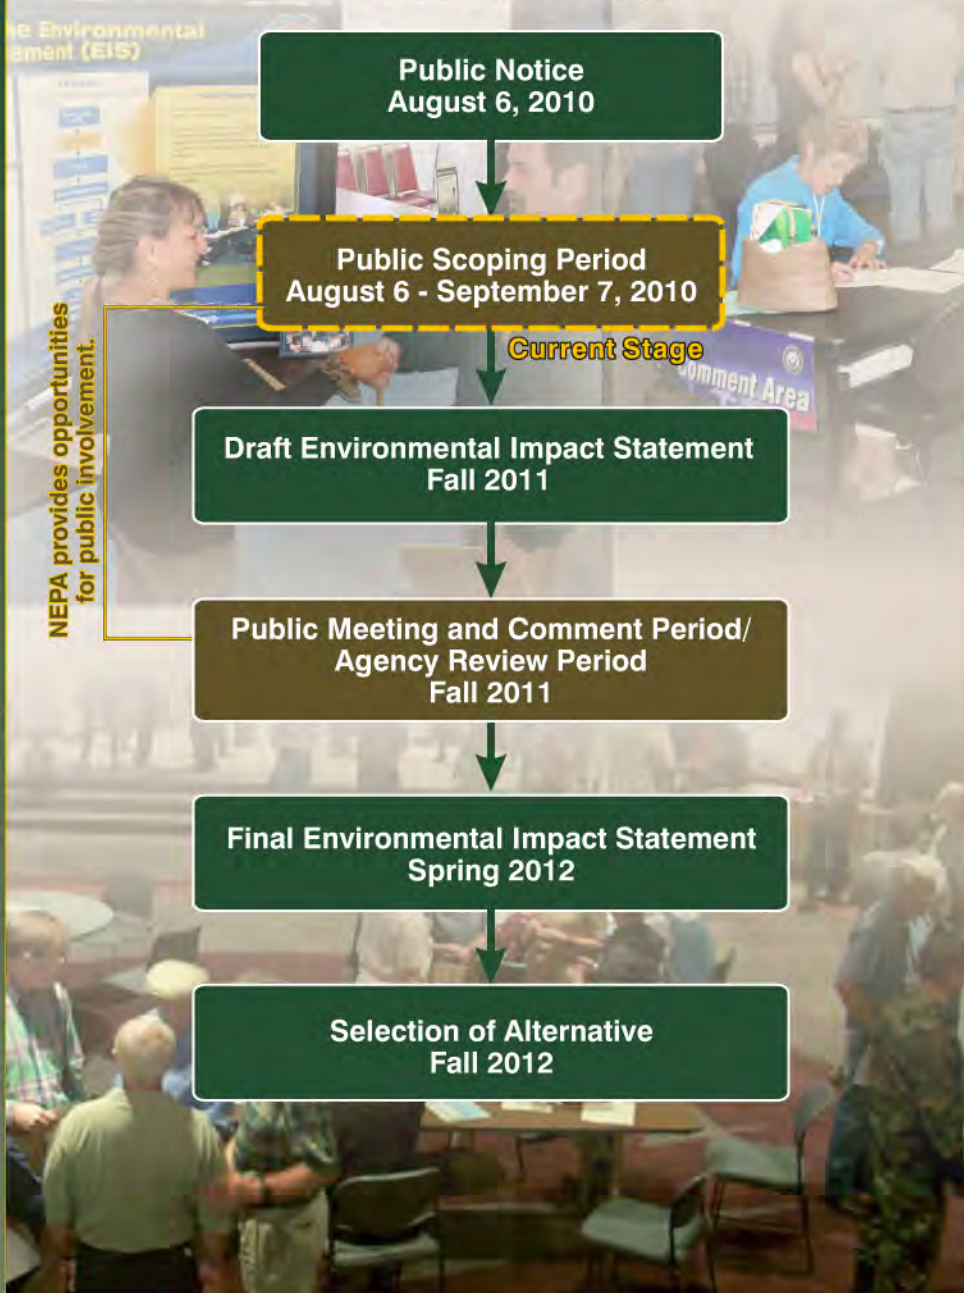 he Environmental
ement (EIS)
Public Notice
August 6, 2010
Public Scoping Period
August 6 - September 7, 2010
Current Stage
omment Area
NEPA provides opportunities
for public involvement.
Draft Environmental Impact Statement
Fall 2011
Public Meeting and Comment Period/
Agency Review Period
Fall 2011
Final Environmental Impact Statement
Spring 2012
Selection of Alternative
Fall 2012